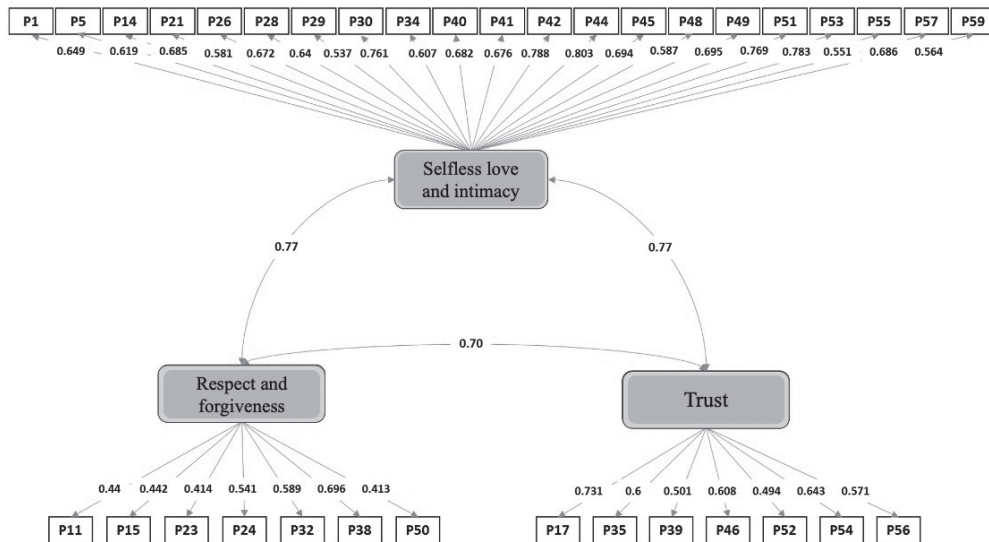 P1 P5 P14 P21 P26 P28 P29 P30 P34 P40 P41 P42 P44 P45 P48 P49 P51 P53 P55 P57 P59
0.649 0.619 0.685 0.581 0.672 0.64 0.537 0.761 0.607 0.682 0.676 0.788 0.803 0.694 0.587 0.695 0.769 0.783 0.551 0.686 0.564
Selfless love
and intimacy
0.77 0.77
0.70
Respect and
forgiveness
Trust
0.44 0.442 0.414 0.541 0.589 0.696 0.413
0.731 0.6 0.501 0.608 0.494 0.643 0.571
P11 P15 P23 P24 P32 P38 P50
P17 P35 P39 P46 P52 P54 P56